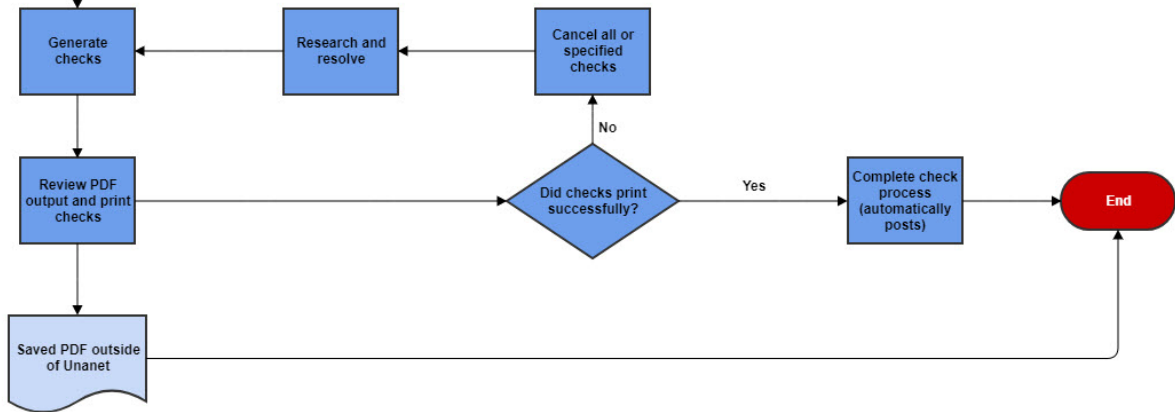 Generate
checks
Research and
resolve
Cancel all or
specified
checks
No
Review PDF
output and print
checks
Did checks print
successfully?
Yes
Complete check
process
(automatically
posts)
End
Saved PDF outside
of Unanet